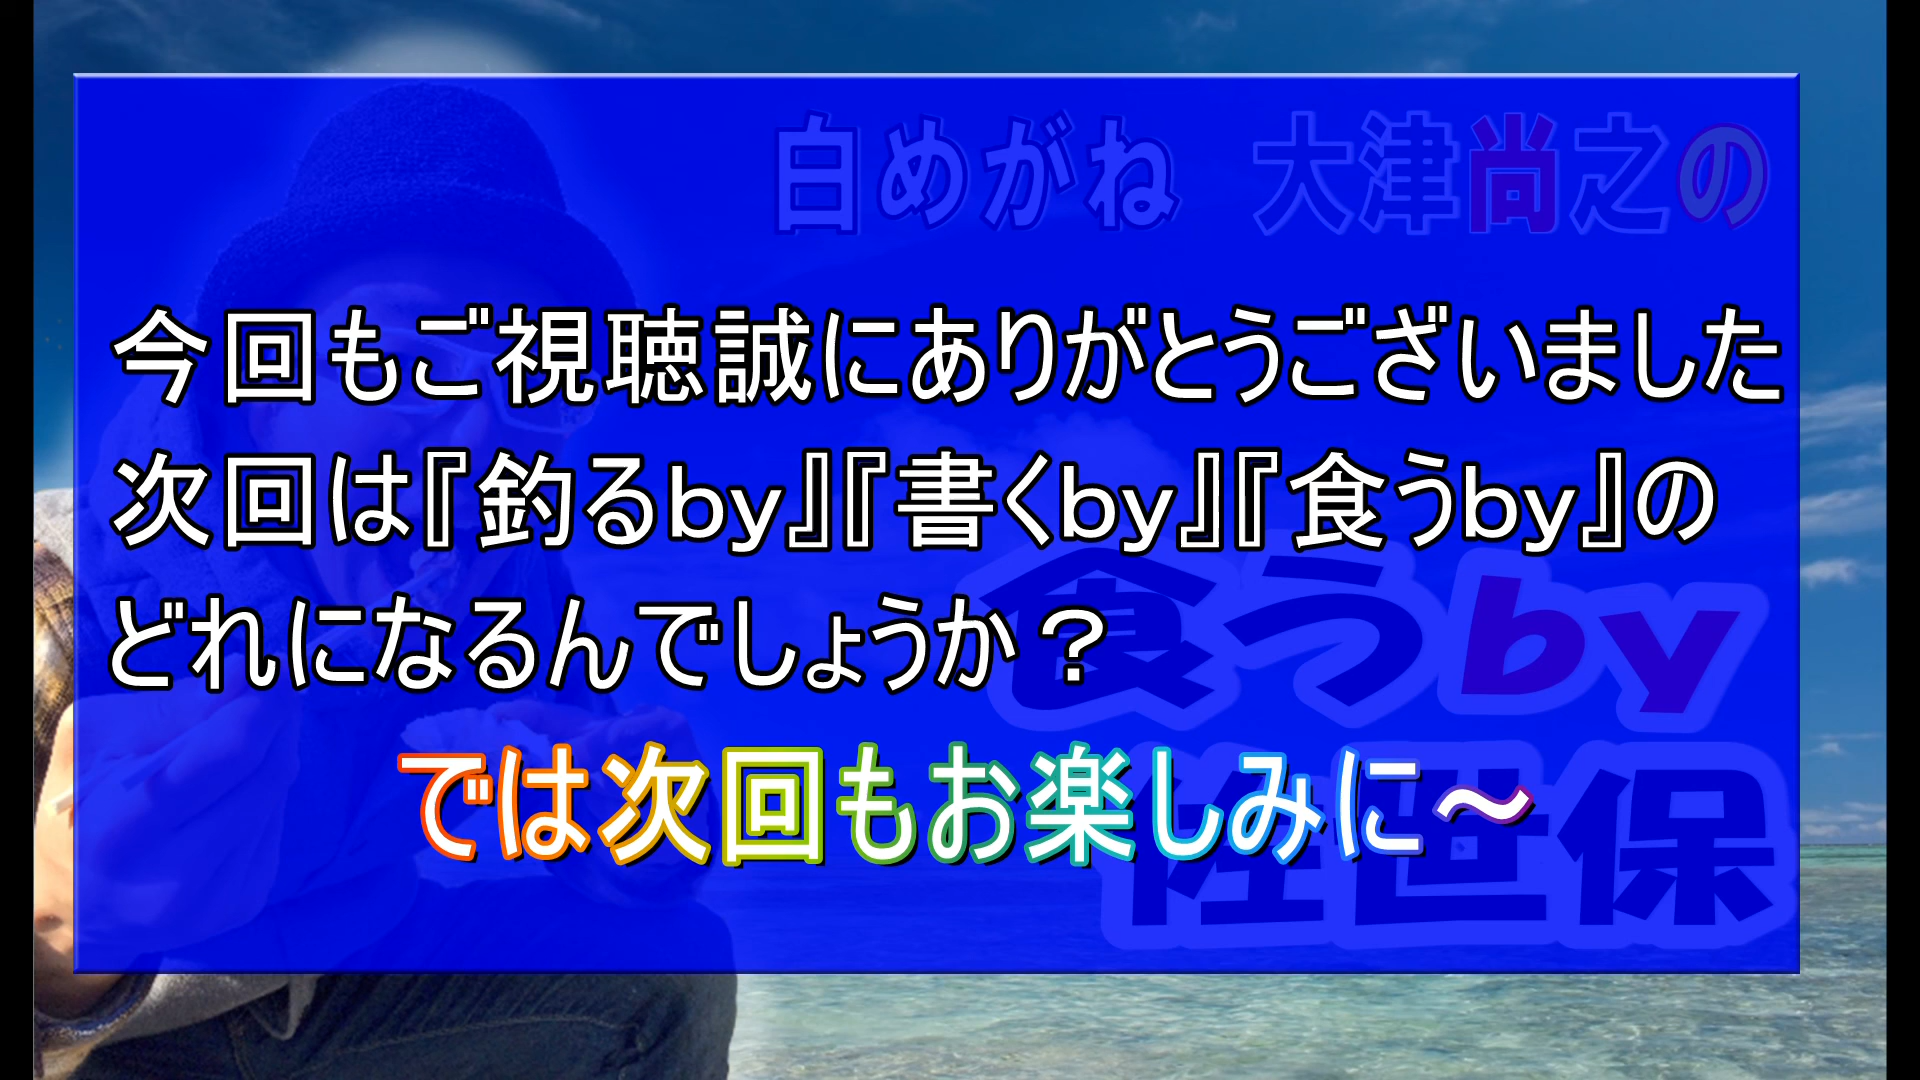 白めがね 大津尚之の
今回もご視聴誠にありがとうございました
次回は『釣るby』『書くby』『食うby』の
どれになるんでしょうか？
食うby
では次回もお楽しみに～
佐世保